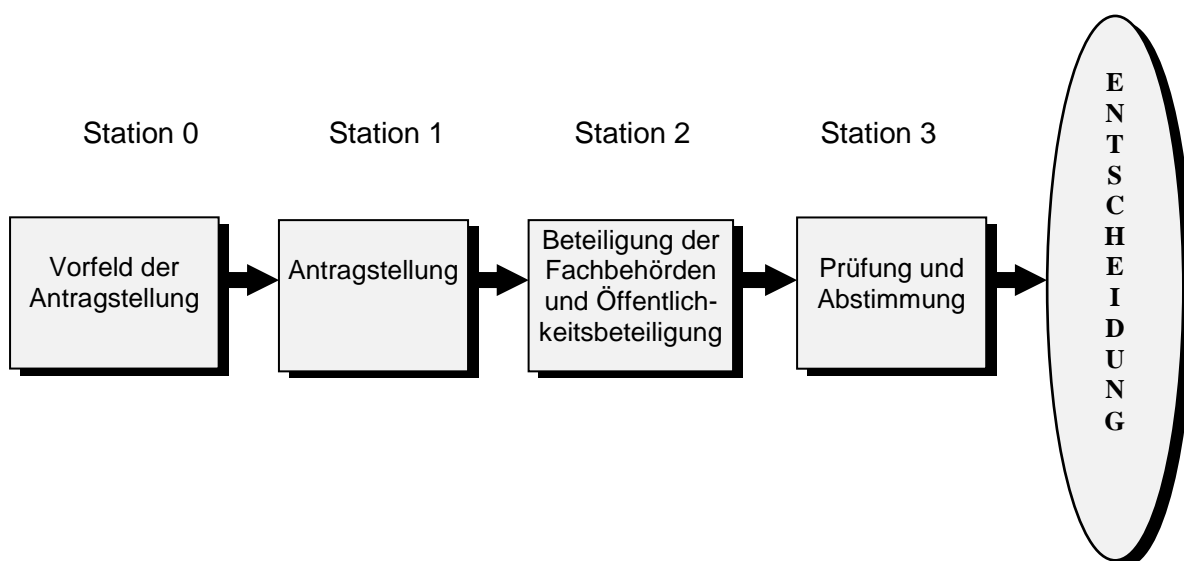 Station 0
Station 1
Station 2
Station 3
Vorfeld der
Antragstellung
Antragstellung
Beteiligung der
Fachbehörden
und Öffentlich-
keitsbeteiligung
Prüfung und
Abstimmung
E
N
T
S
C
H
E
I
D
U
N
G